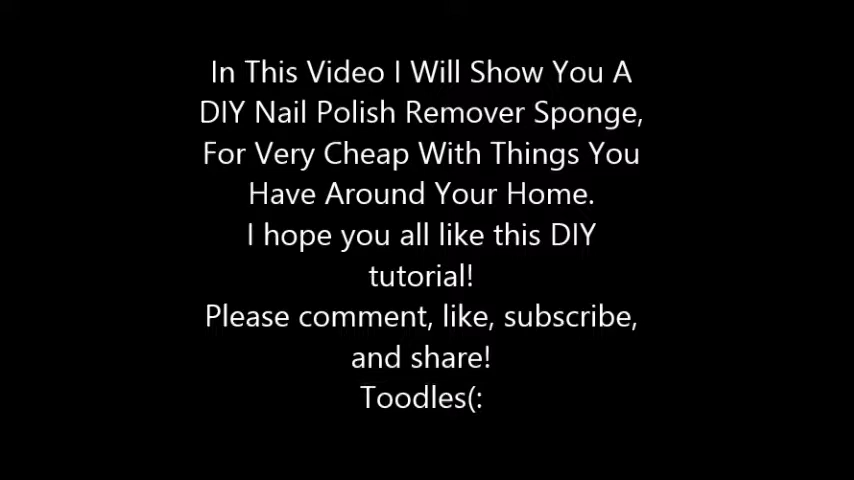 In This Video I Will Show You A
DIY Nail Polish Remover Sponge,
For Very Cheap With Things You
Have Around Your Home.
I hope you all like this DIY
tutorial!
Please comment, like, subscribe,
and share!
Toodles(: